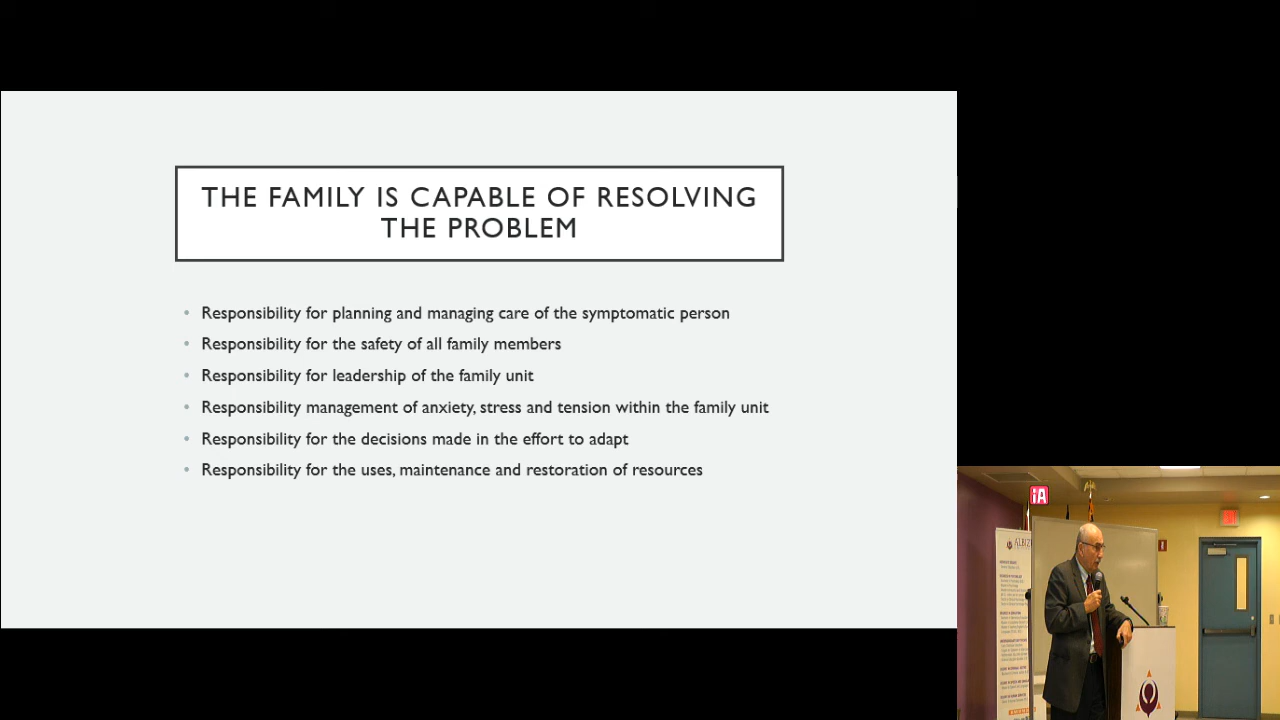 THE FAMILY IS CAPABLE OF RESOLVING
THE PROBLEM
• Responsibility for planning and managing care of the symptomatic person
• Responsibility for the safety of all family members
• Responsibility for leadership of the family unit
• Responsibility management of anxiety, stress and tension within the family unit
• Responsibility for the decisions made in the effort to adapt
• Responsibility for the uses, maintenance and restoration of resources
iA
ALBIZ